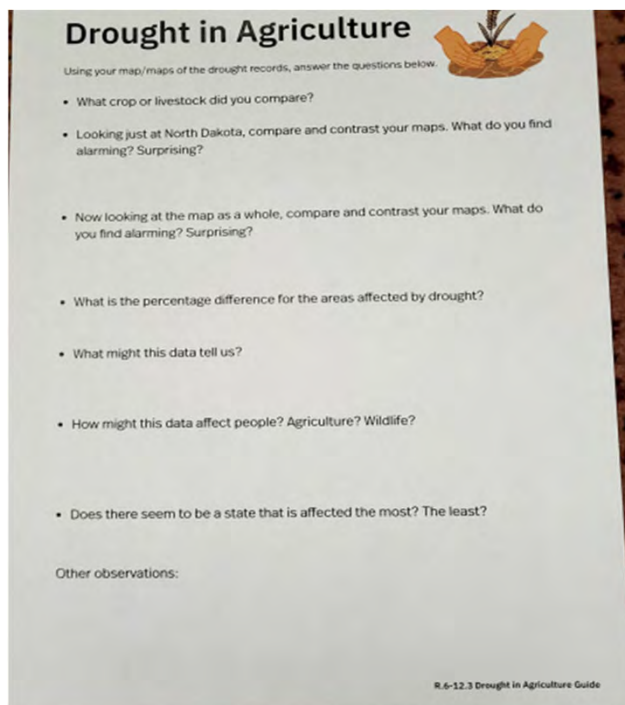 Drought in Agriculture
Using your map/maps of the drought records, answer the questions below.
• What crop or livestock did you compare?
• Looking just at North Dakota, compare and contrast your maps. What do you find
alarming? Surprising?
• Now looking at the map as a whole, compare and contrast your maps. What do
you find alarming? Surprising?
• What is the percentage difference for the areas affected by drought?
• What might this data tell us?
• How might this data affect people? Agriculture? Wildlife?
• Does there seem to be a state that is affected the most? The least?
Other observations:
R.6-12.3 Drought in Agriculture Guide